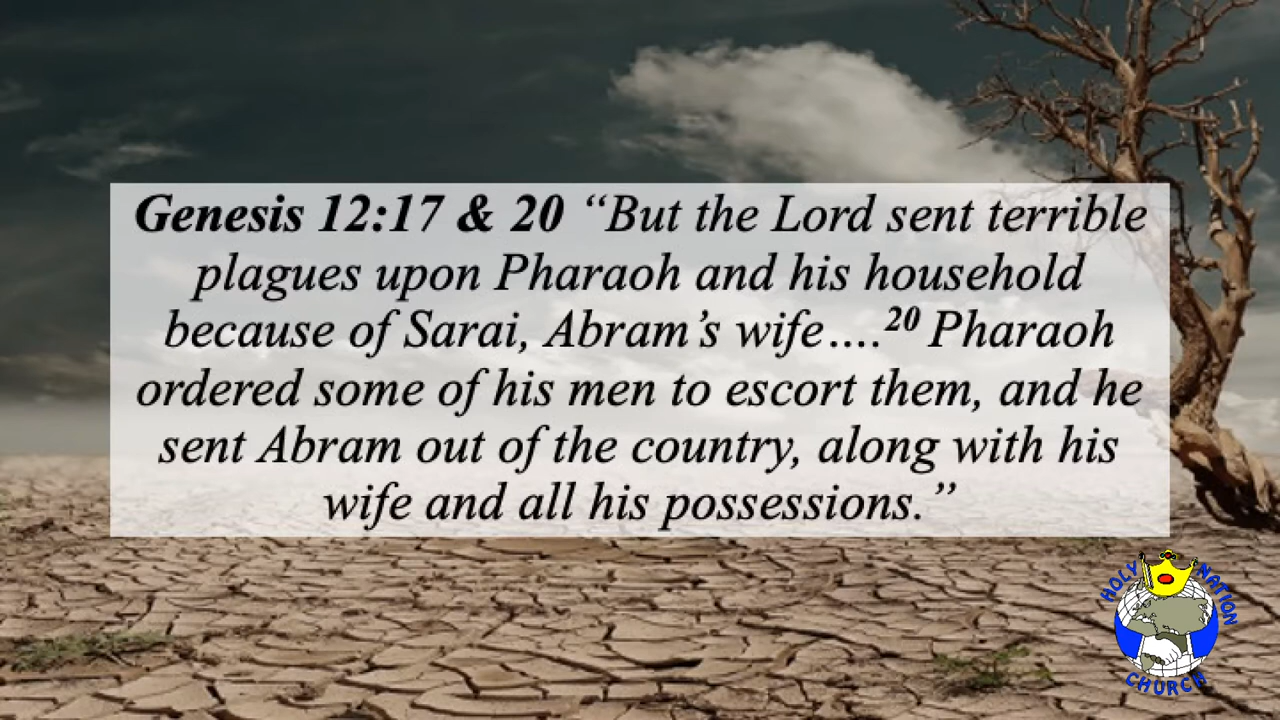 Genesis 12:17 & 20 “But the Lord sent terrible
plagues upon Pharaoh and his household
because of Sarai, Abram’s wife….20 Pharaoh
ordered some of his men to escort them, and he
sent Abram out of the country, along with his
wife and all his possessions.”
HOLY NATION
CHURCH